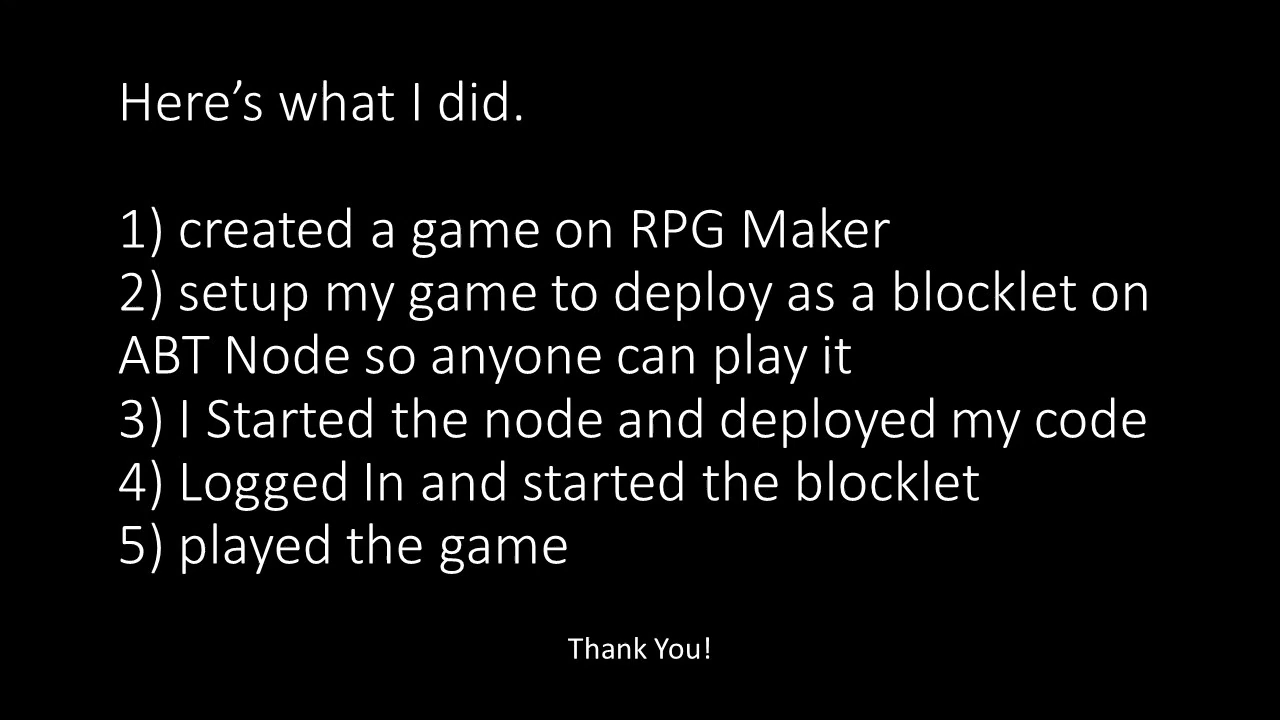 Here’s what I did.
1) created a game on RPG Maker
2) setup my game to deploy as a blocklet on
ABT Node so anyone can play it
3) I Started the node and deployed my code
4) Logged In and started the blocklet
5) played the game
Thank You!